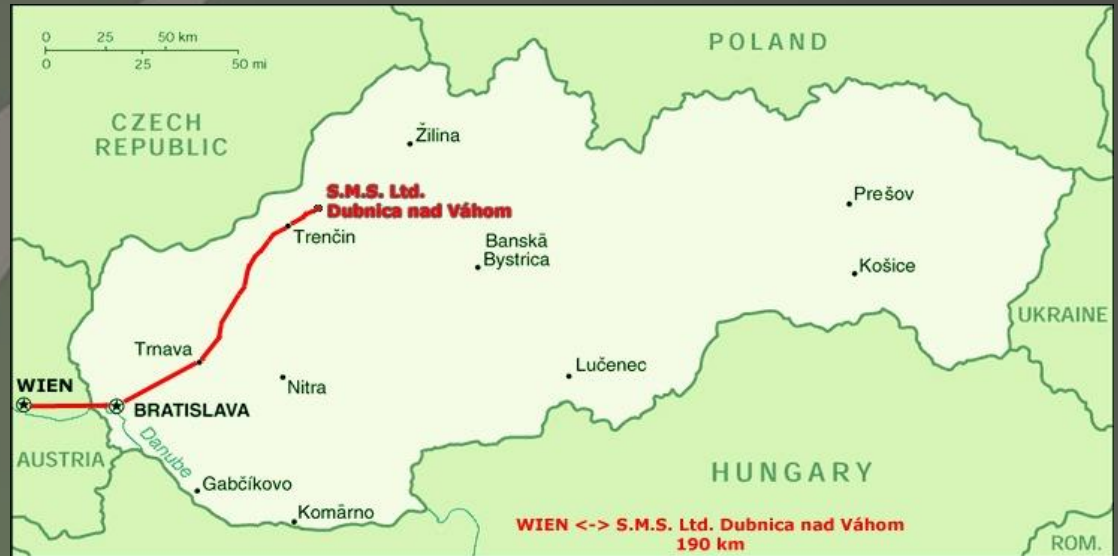 0 25 50 km
0 25 50 mi
POLAND
CZECH
REPUBLIC
Žilina
S.M.S. Ltd.
Dubnica nad Váhom
Prešov
Trenčin
Banskā
Bystrica
Košice
UKRAINE
Trnava
Lučenec
WIEN
Nitra
BRATISLAVA
Danube
AUSTRIA
HUNGARY
Gabčíkovo
Komārno
WIEN <-> S.M.S. Ltd. Dubnica nad Váhom
190 km
ROM.